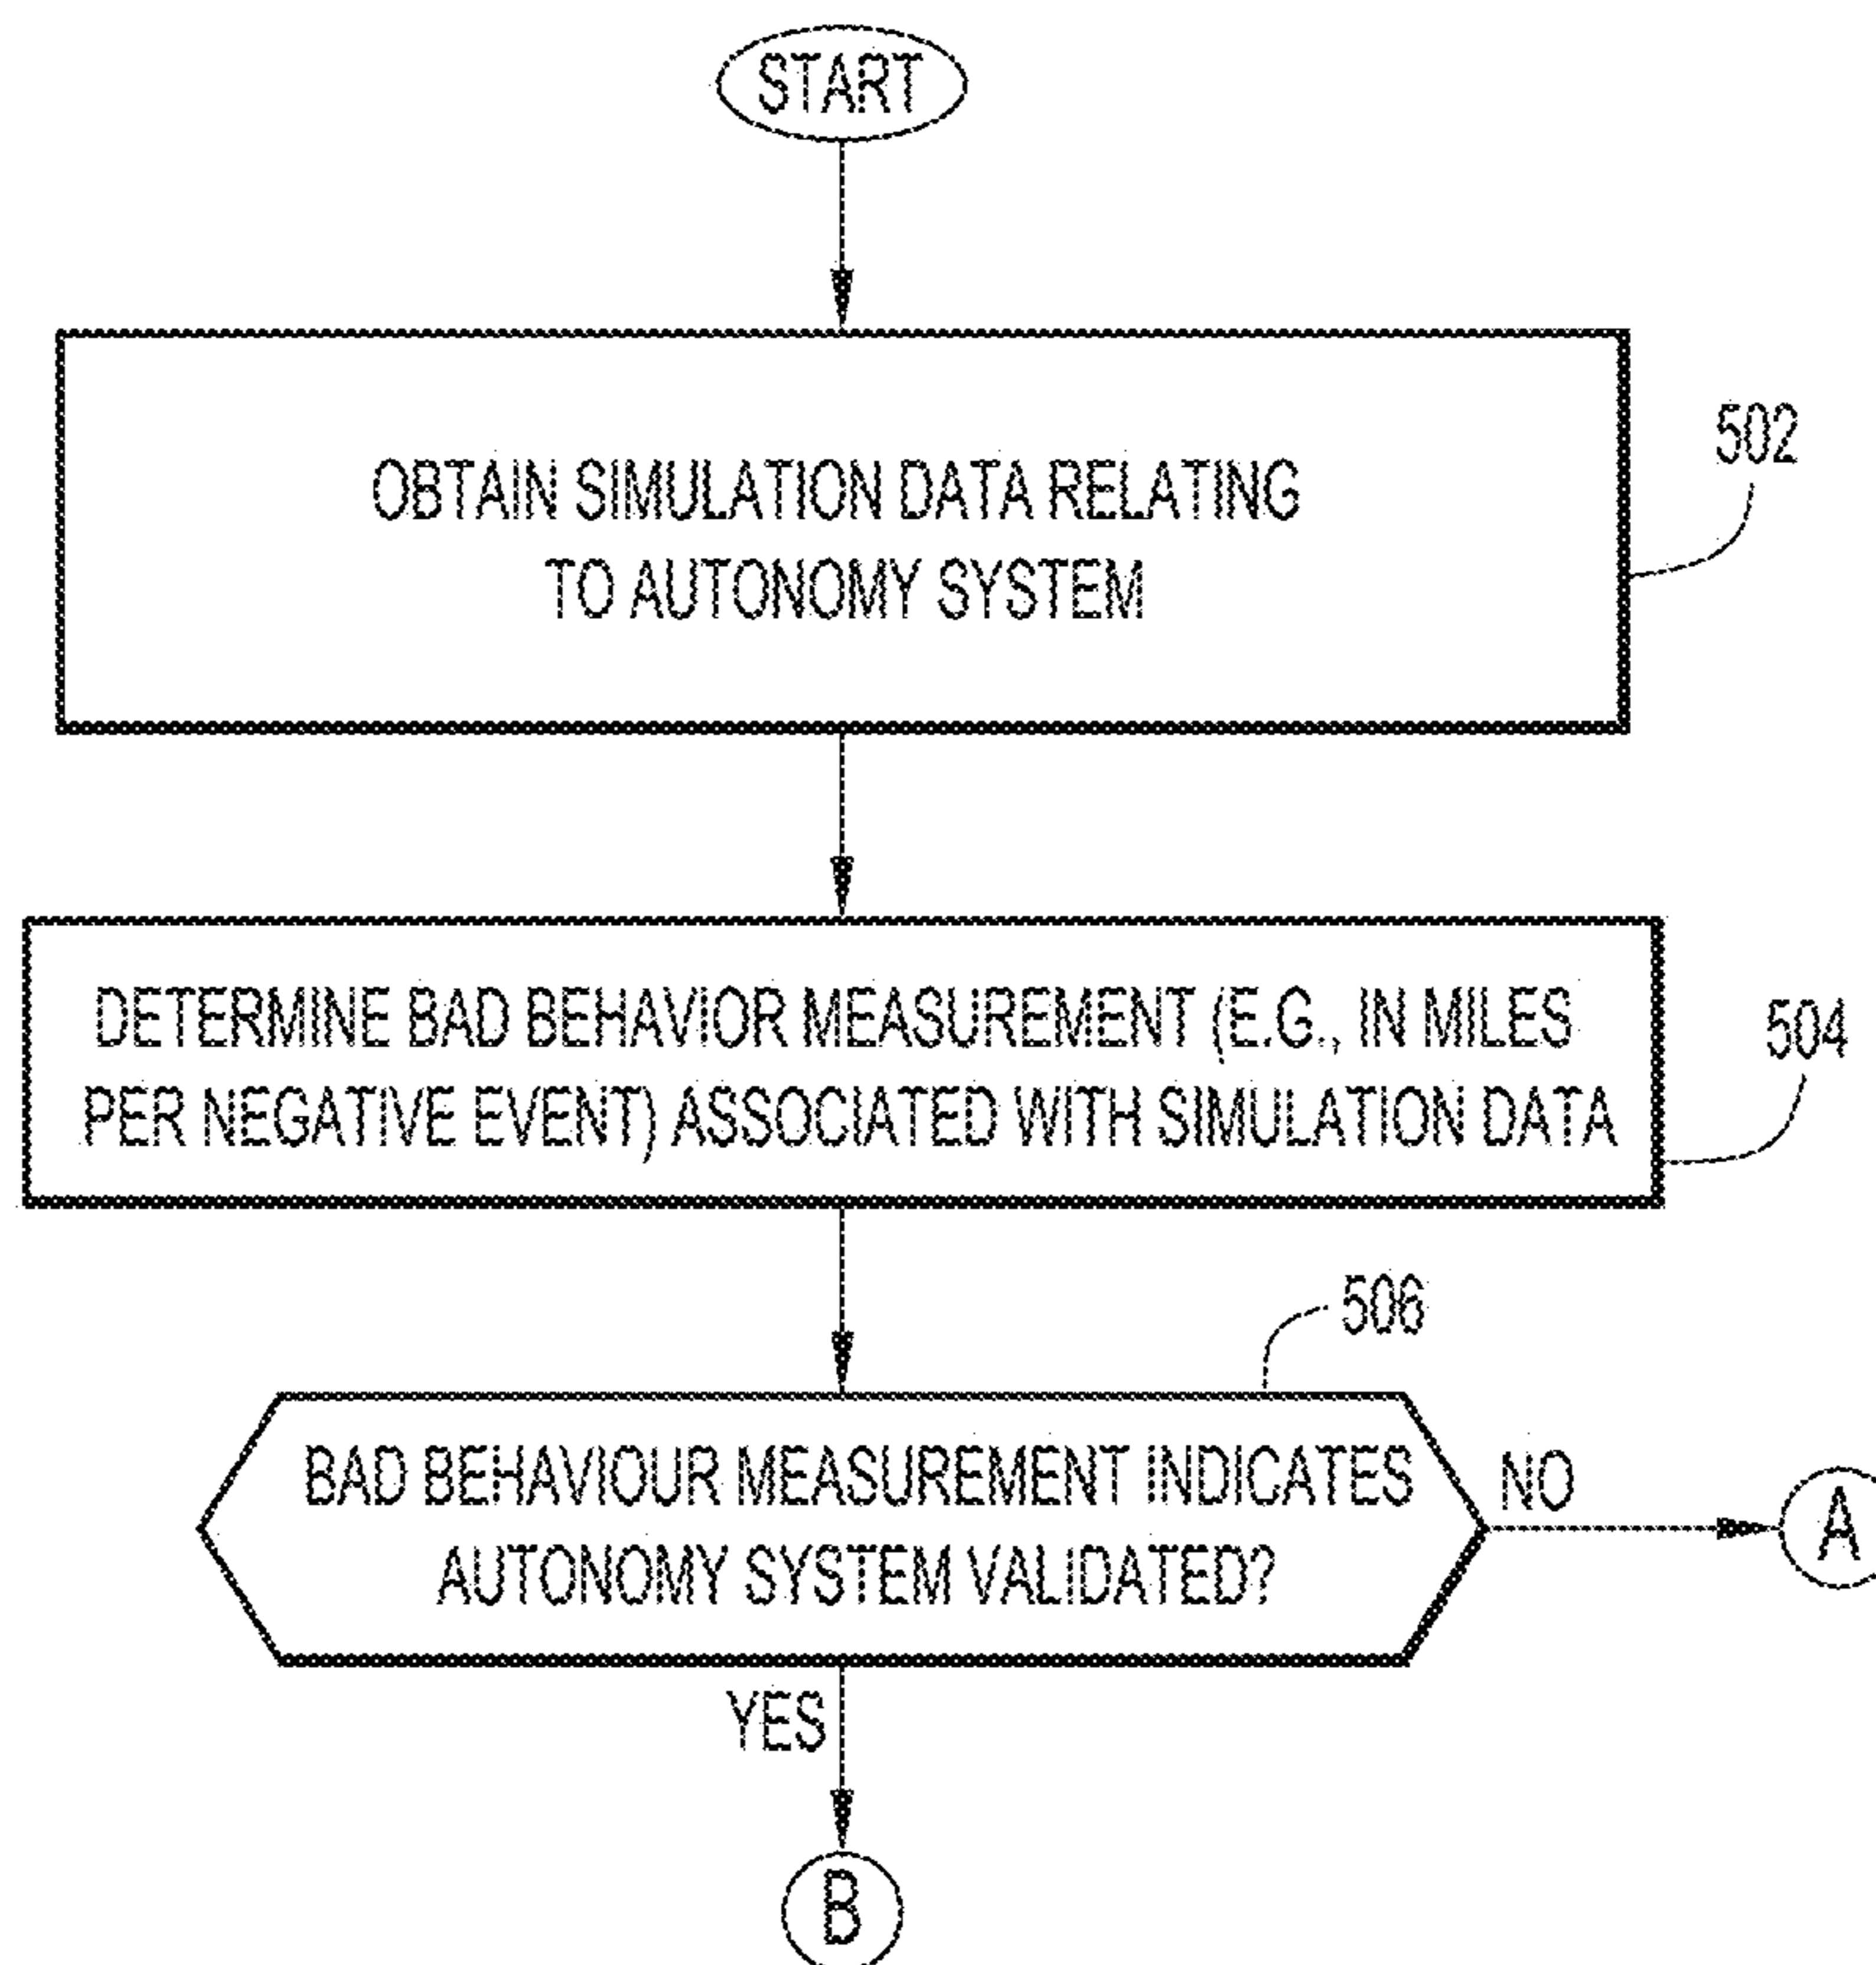 START
OBTAIN SIMULATION DATA RELATING
TO AUTONOMY SYSTEM
502
DETERMINE BAD BEHAVIOR MEASUREMENT (E.G., IN MILES
PER NEGATIVE EVENT) ASSOCIATED WITH SIMULATION DATA
504
506
BAD BEHAVIOUR MEASUREMENT INDICATES
AUTONOMY SYSTEM VALIDATED?
NO
A
YES
B